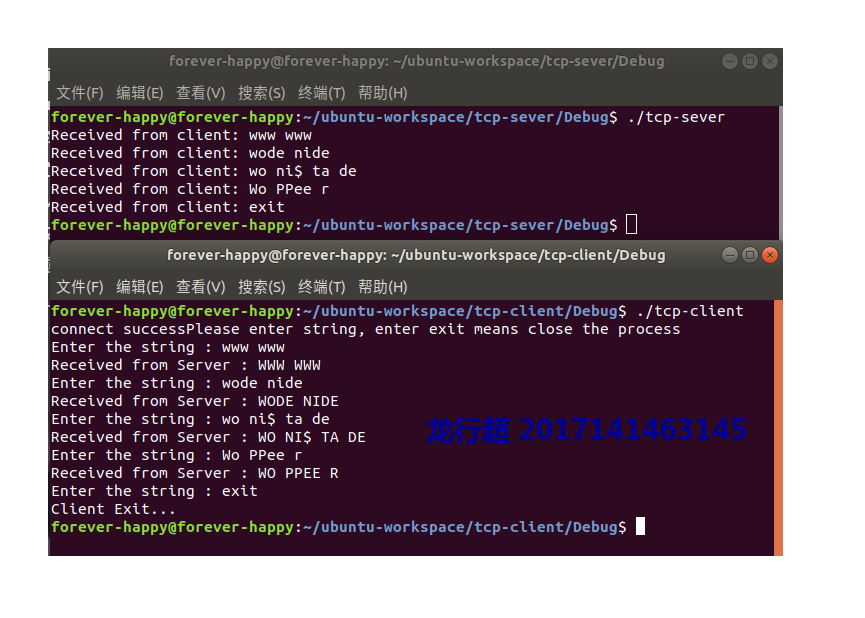 forever-happy@forever-happy: ~/ubuntu-workspace/tcp-sever/Debug
文件(F) 编辑(E) 查看(V) 搜索(S) 终端(T) 帮助(H)
forever-happy@forever-happy:~/ubuntu-workspace/tcp-sever/Debug$ ./tcp-sever
Received from client: www www
Received from client: wode nide
Received from client: wo ni$ ta de
Received from client: Wo PPee r
Received from client: exit
forever-happy@forever-happy:~/ubuntu-workspace/tcp-sever/Debug$
forever-happy@forever-happy: ~/ubuntu-workspace/tcp-client/Debug
文件(F) 编辑(E) 查看(V) 搜索(S) 终端(T) 帮助(H)
forever-happy@forever-happy:~/ubuntu-workspace/tcp-client/Debug$ ./tcp-client
connect successPlease enter string, enter exit means close the process
Enter the string : www www
Received from Server : WWW WWW
Enter the string : wode nide
Received from Server : WODE NIDE
Enter the string : wo ni$ ta de
Received from Server : WO NI$ TA DE
龙行超 2017141463145
Enter the string : Wo PPee r
Received from Server : WO PPEE R
Enter the string : exit
Client Exit...
forever-happy@forever-happy:~/ubuntu-workspace/tcp-client/Debug$